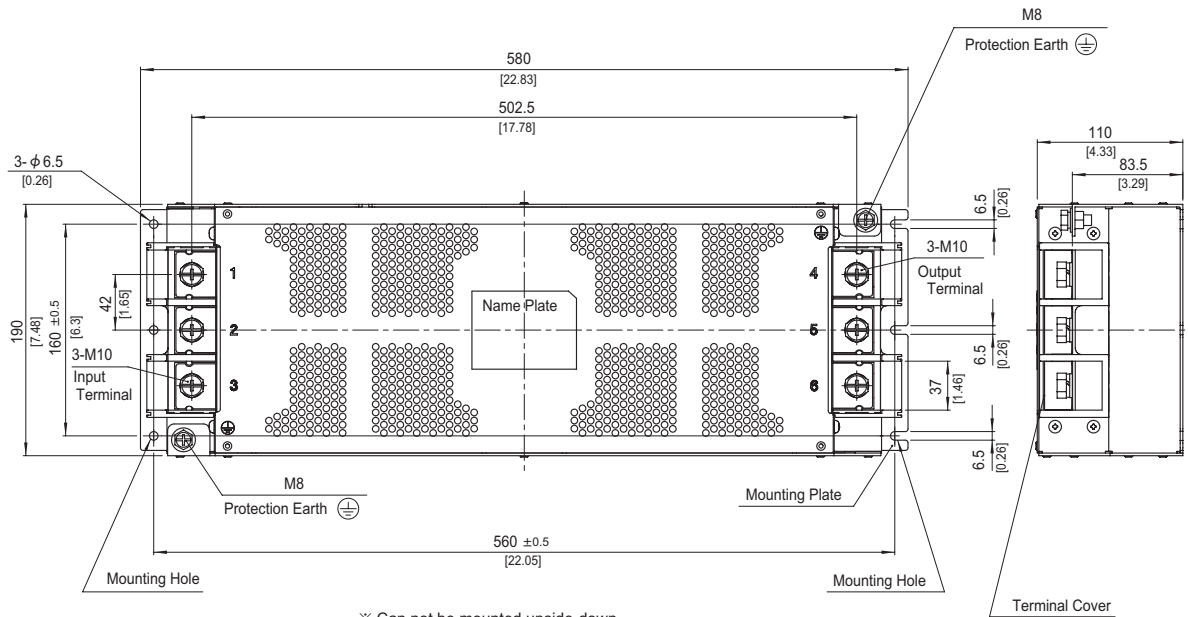 M8
Protection Earth
580
[22.83]
502.5
[17.78]
110
[4.33]
83.5
[3.29]
3-ϕ6.5
[0.26]
6.5
[0.26]
3-M10
Output
Terminal
1
4
42
[1.65]
Name Plate
190
[7.48]
160 ±0.5
[6.3]
2
5
6.5
[0.26]
3-M10
Input
Terminal
3
6
37
[1.46]
6.5
[0.26]
M8
Protection Earth
Mounting Plate
560 ±0.5
[22.05]
Mounting Hole
Mounting Hole
Terminal Cover